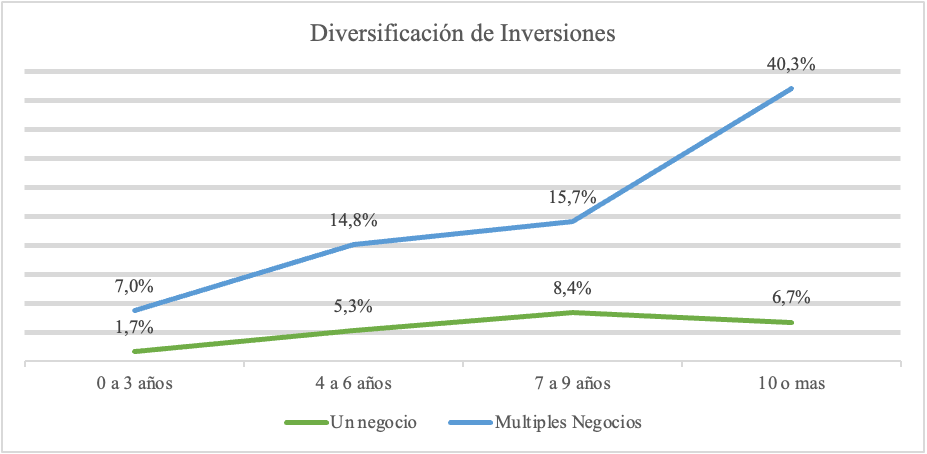 Diversificación de Inversiones
40,3%
15,7%
14,8%
7,0%
8,4%
6,7%
5,3%
1,7%
0 a 3 años
4 a 6 años
7 a 9 años
10 o mas
Un negocio
Multiples Negocios